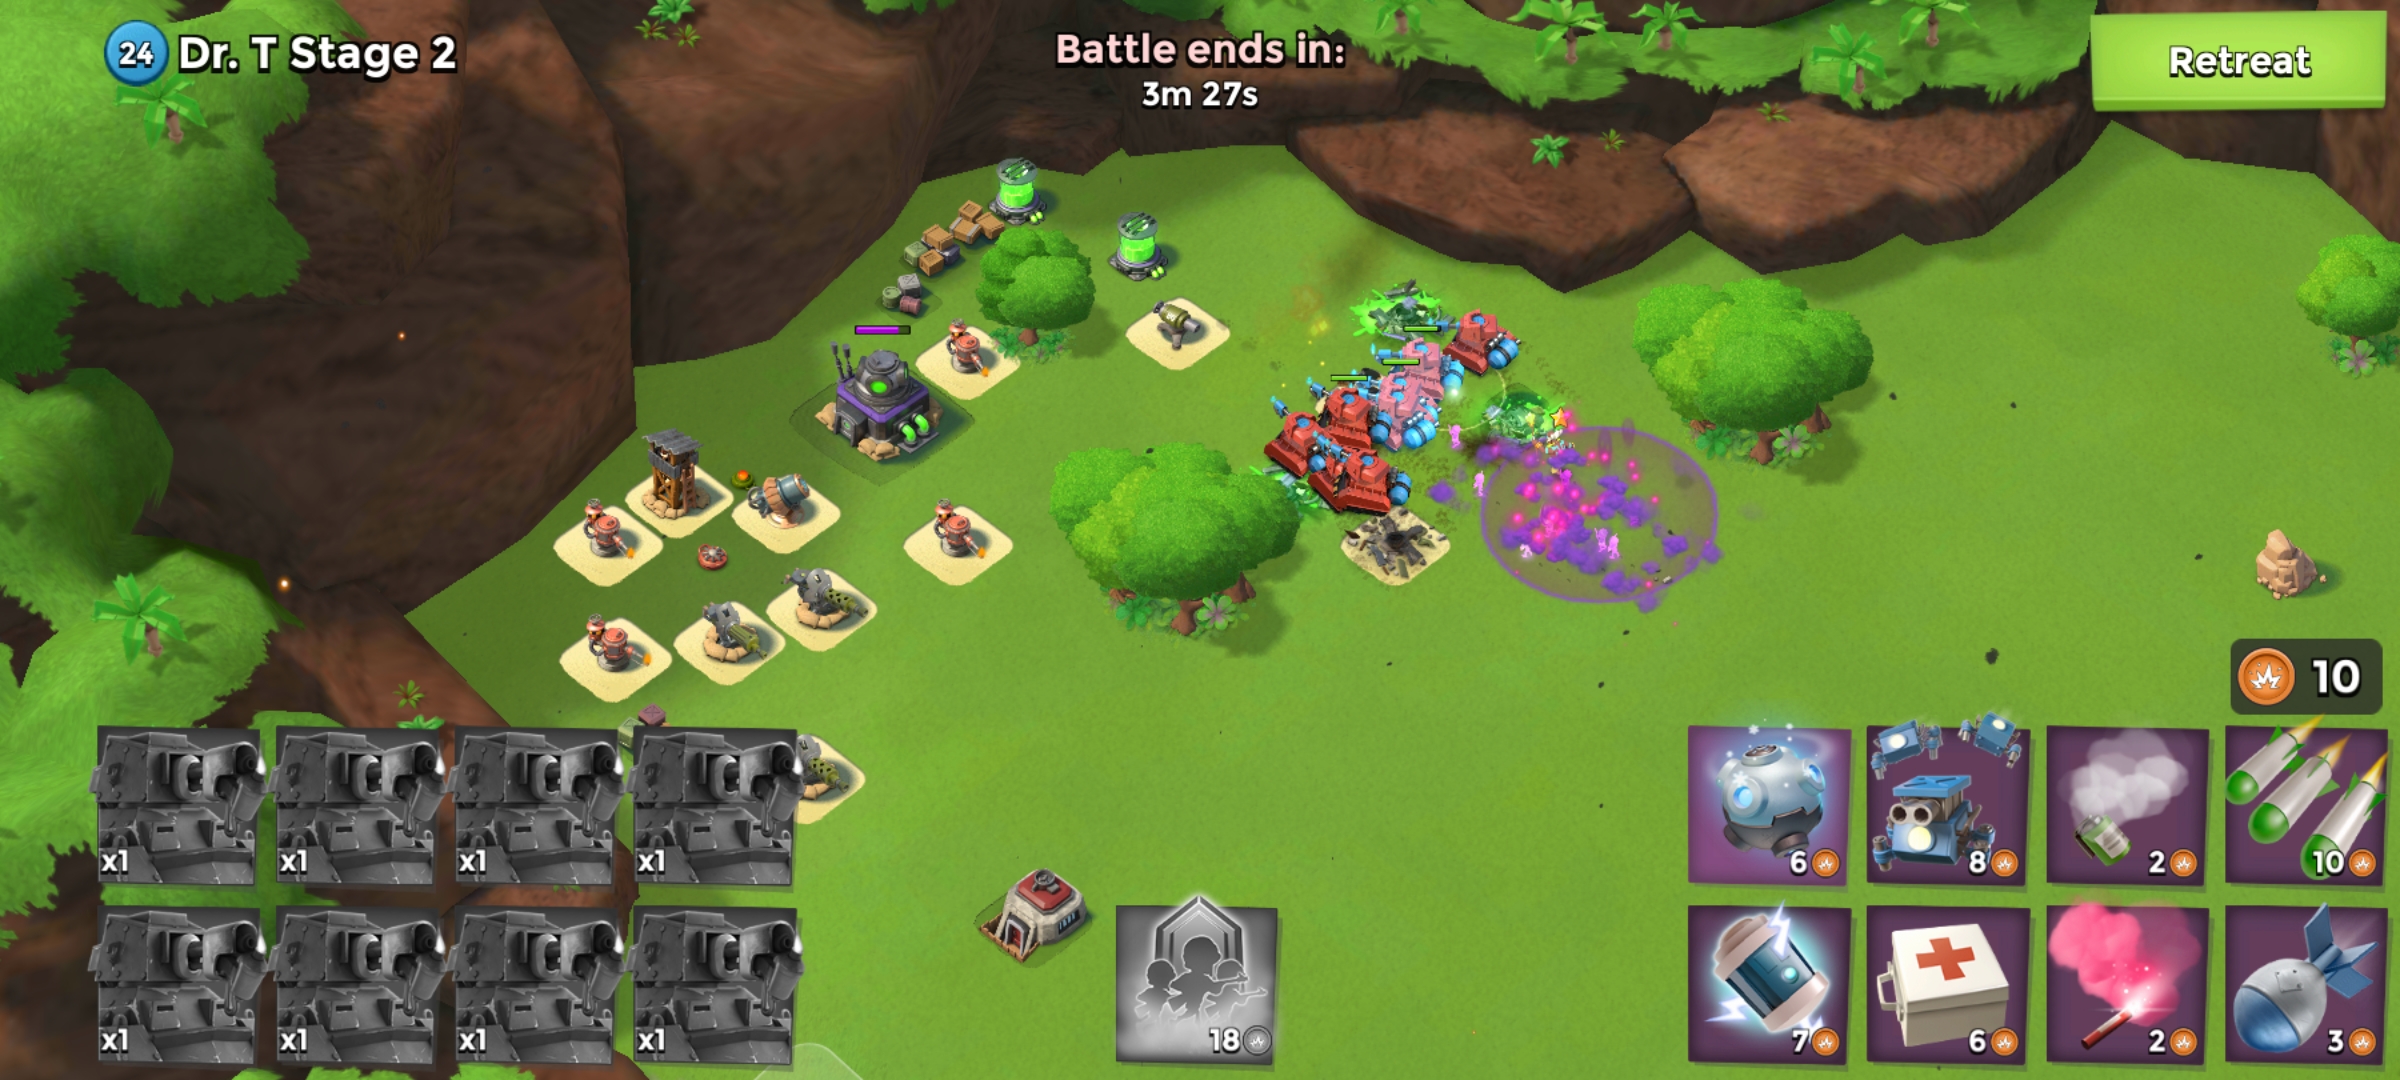 24 Dr. T Stage 2
Battle ends in:
3m 27s
Retreat
10
x1 x1 x1 x1
6 8 2 10
x1 x1 x1 x1
18
7 6 2 3